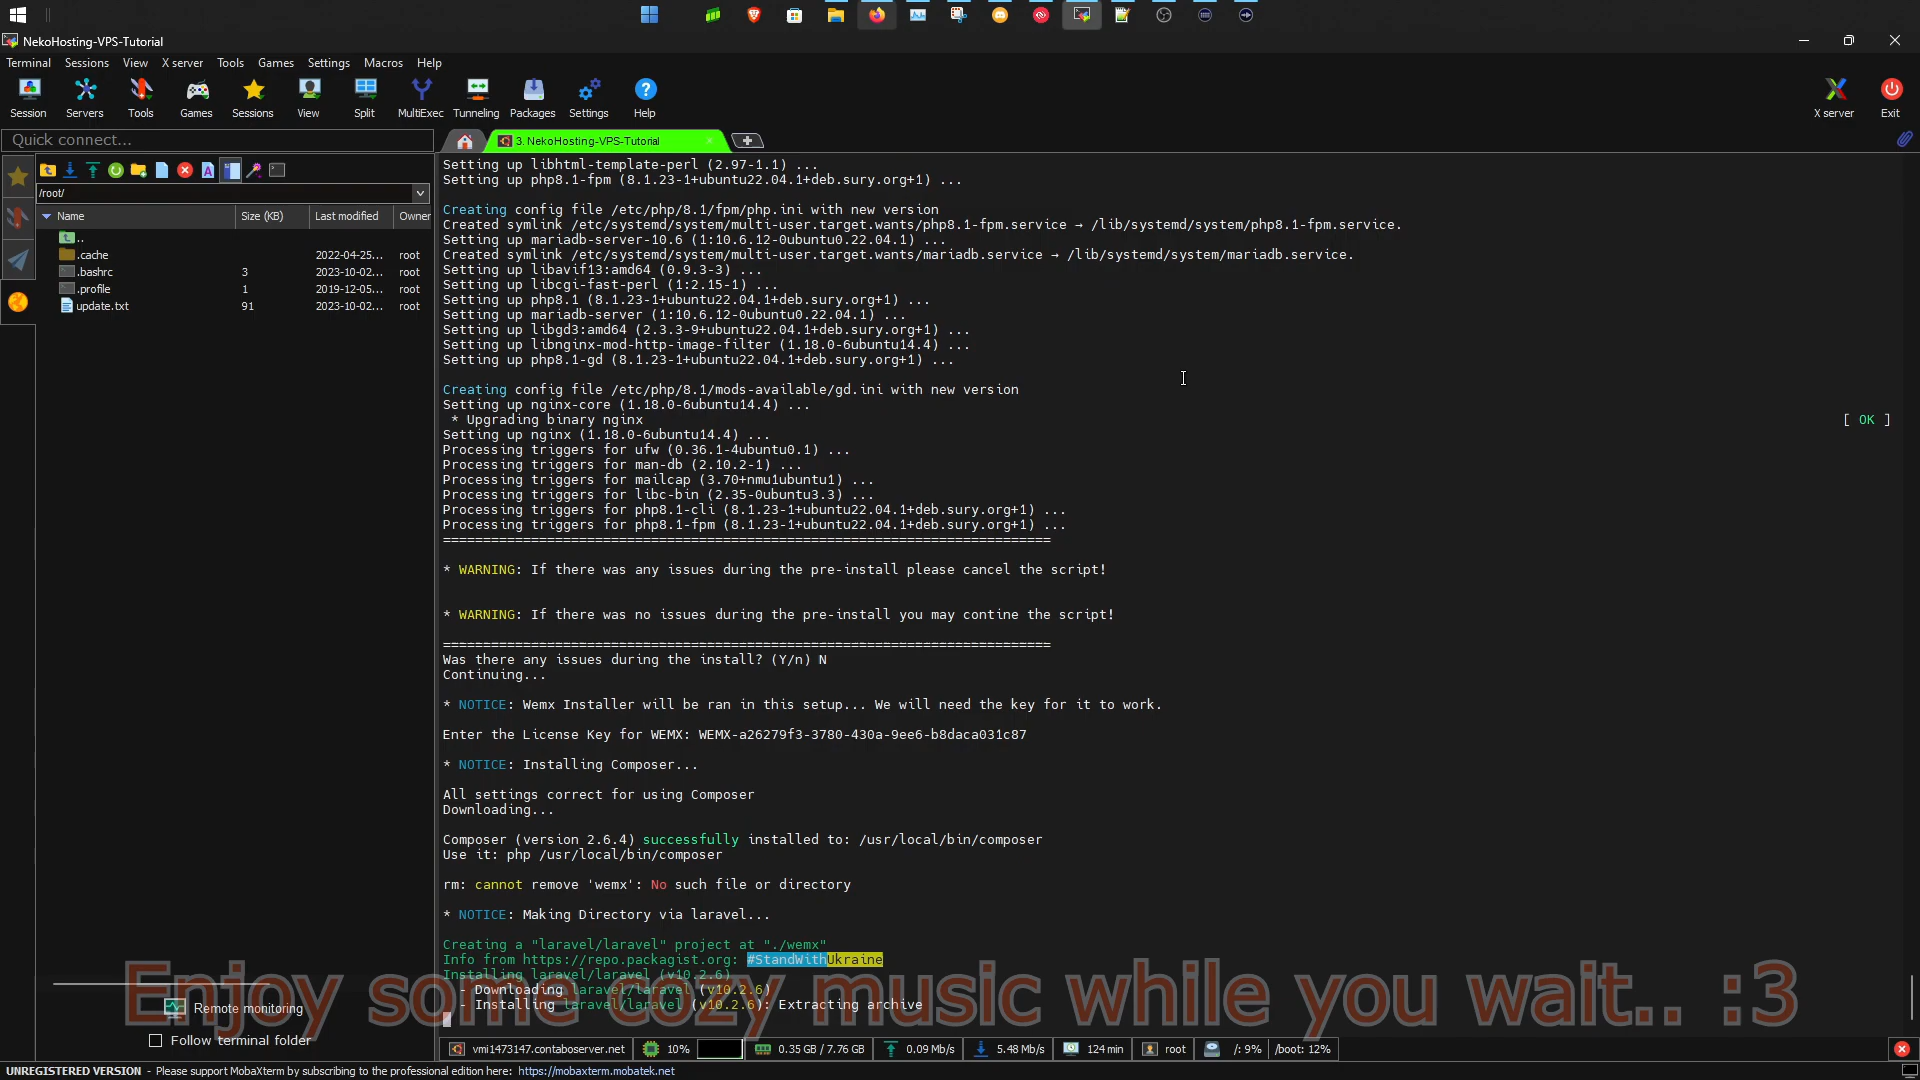 NekoHosting-VPS-Tutorial
Terminal Sessions View X server Tools Games Settings Macros Help
Session Servers Tools Games Sessions View Split MultiExec Tunneling Packages Settings Help X server Exit
Quick connect...
3. NekoHosting-VPS-Tutorial
/root/
Name Size (KB) Last modified Owner
..
.cache 2022-04-25... root
.bashrc 3 2023-10-02... root
.profile 1 2019-12-05... root
update.txt 91 2023-10-02... root
Setting up libhtml-template-perl (2.97-1.1) ...
Setting up php8.1-fpm (8.1.23-1+ubuntu22.04.1+deb.sury.org+1) ...
Creating config file /etc/php/8.1/fpm/php.ini with new version
Created symlink /etc/systemd/system/multi-user.target.wants/php8.1-fpm.service → /lib/systemd/system/php8.1-fpm.service.
Setting up mariadb-server-10.6 (1:10.6.12-0ubuntu0.22.04.1) ...
Created symlink /etc/systemd/system/multi-user.target.wants/mariadb.service → /lib/systemd/system/mariadb.service.
Setting up libavif13:amd64 (0.9.3-3) ...
Setting up libcgi-fast-perl (1:2.15-1) ...
Setting up php8.1 (8.1.23-1+ubuntu22.04.1+deb.sury.org+1) ...
Setting up mariadb-server (1:10.6.12-0ubuntu0.22.04.1) ...
Setting up libgd3:amd64 (2.3.3-9+ubuntu22.04.1+deb.sury.org+1) ...
Setting up libnginx-mod-http-image-filter (1.18.0-6ubuntu14.4) ...
Setting up php8.1-gd (8.1.23-1+ubuntu22.04.1+deb.sury.org+1) ...
Creating config file /etc/php/8.1/mods-available/gd.ini with new version
Setting up nginx-core (1.18.0-6ubuntu14.4) ...
* Upgrading binary nginx [ OK ]
Setting up nginx (1.18.0-6ubuntu14.4) ...
Processing triggers for ufw (0.36.1-4ubuntu0.1) ...
Processing triggers for man-db (2.10.2-1) ...
Processing triggers for mailcap (3.70+nmu1ubuntu1) ...
Processing triggers for libc-bin (2.35-0ubuntu3.3) ...
Processing triggers for php8.1-cli (8.1.23-1+ubuntu22.04.1+deb.sury.org+1) ...
Processing triggers for php8.1-fpm (8.1.23-1+ubuntu22.04.1+deb.sury.org+1) ...
============================================================================
* WARNING: If there was any issues during the pre-install please cancel the script!
* WARNING: If there was no issues during the pre-install you may contine the script!
============================================================================
Was there any issues during the install? (Y/n) N
Continuing...
* NOTICE: Wemx Installer will be ran in this setup... We will need the key for it to work.
Enter the License Key for WEMX: WEMX-a26279f3-3780-430a-9ee6-b8daca031c87
* NOTICE: Installing Composer...
All settings correct for using Composer
Downloading...
Composer (version 2.6.4) successfully installed to: /usr/local/bin/composer
Use it: php /usr/local/bin/composer
rm: cannot remove 'wemx': No such file or directory
* NOTICE: Making Directory via laravel...
Creating a "laravel/laravel" project at "./wemx"
Info from https://repo.packagist.org: #StandWithUkraine
Installing laravel/laravel (v10.2.6)
- Downloading laravel/laravel (v10.2.6)
- Installing laravel/laravel (v10.2.6): Extracting archive
Enjoy some cozy music while you wait.. :3
Remote monitoring
Follow terminal folder
vmi1473147.contaboserver.net 10% 0.35 GB / 7.76 GB 0.09 Mb/s 5.48 Mb/s 124 min root /: 9% /boot: 12%
UNREGISTERED VERSION - Please support MobaXterm by subscribing to the professional edition here: https://mobaxterm.mobatek.net